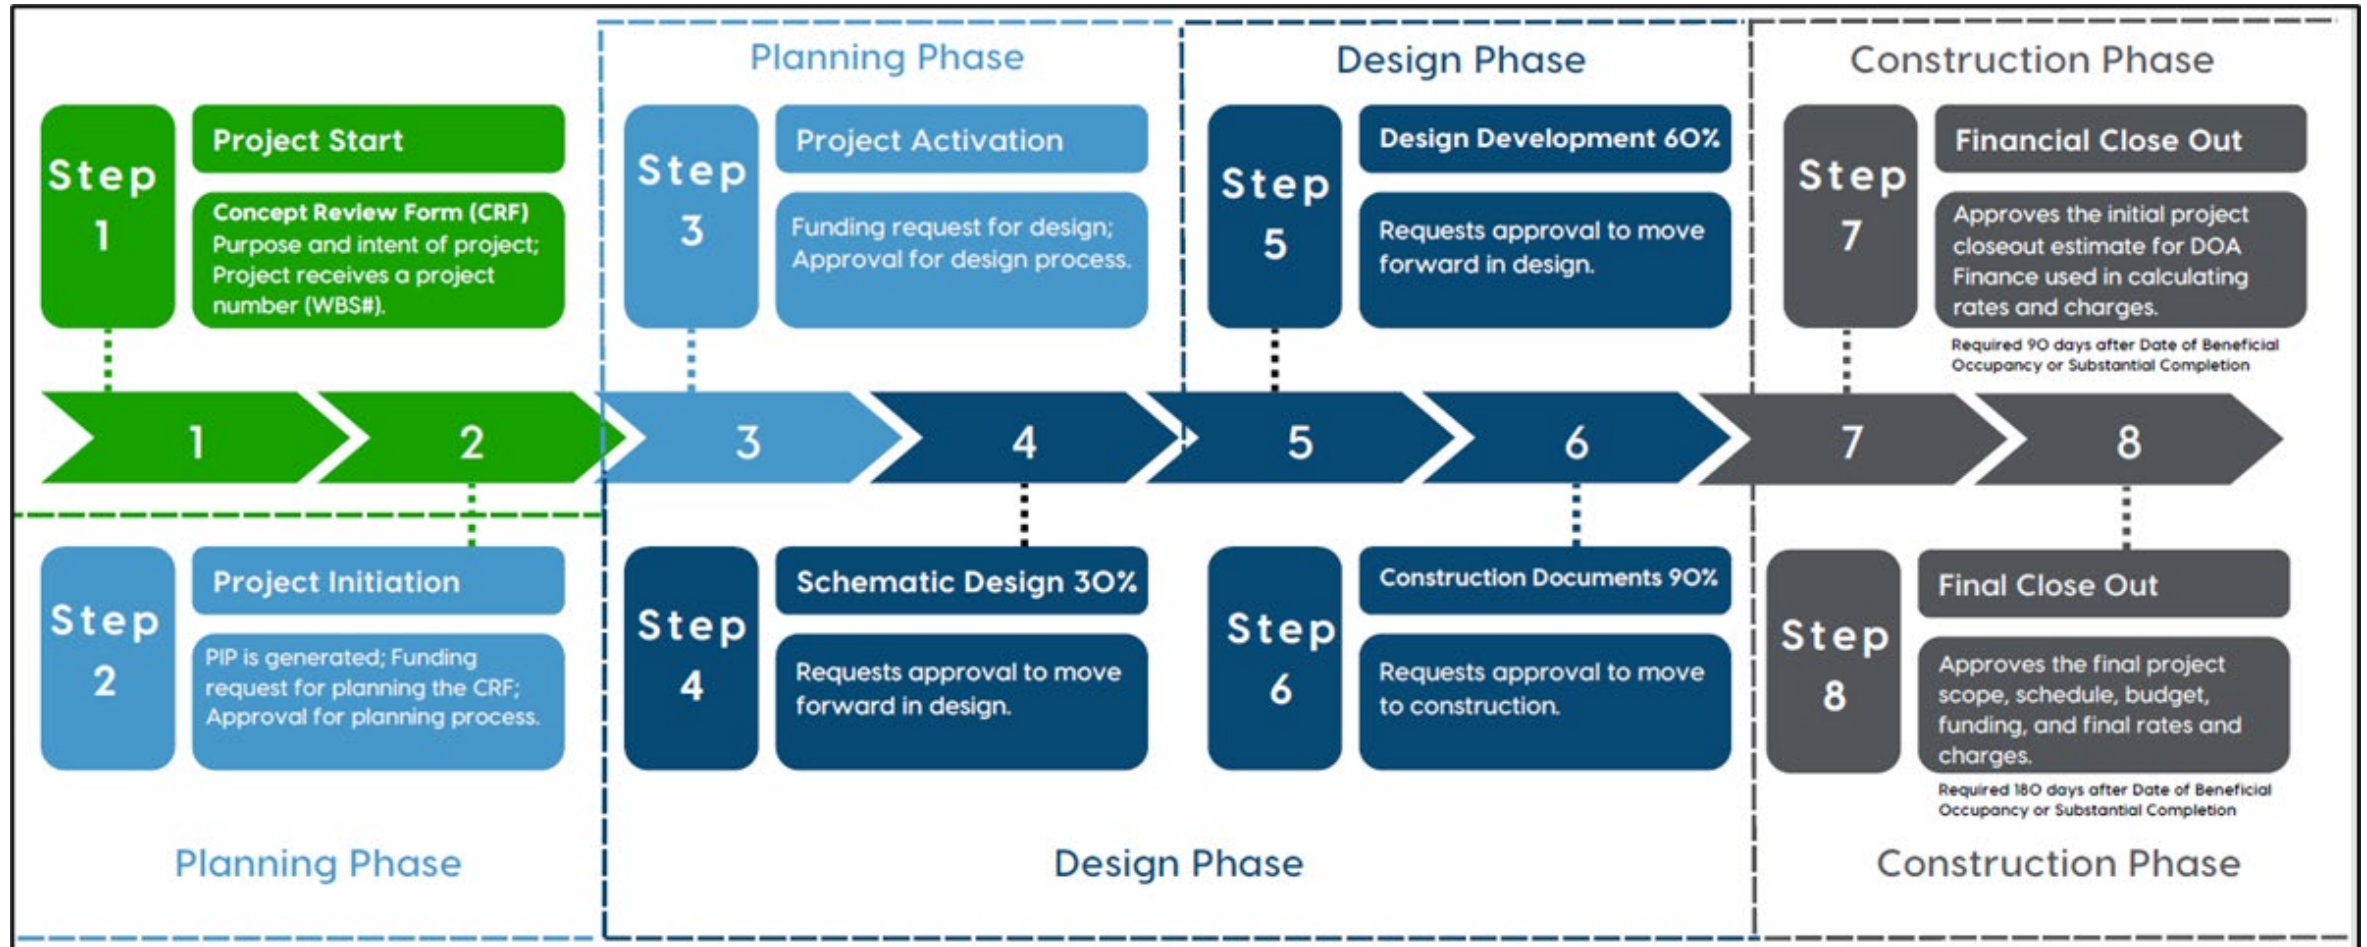 Planning Phase
Design Phase
Construction Phase
Step
1
Project Start
Concept Review Form (CRF)
Purpose and intent of project;
Project receives a project
number (WBS#).
Step
3
Project Activation
Funding request for design;
Approval for design process.
Step
5
Design Development 60%
Requests approval to move
forward in design.
Step
7
Financial Close Out
Approves the initial project
closeout estimate for DOA
Finance used in calculating
rates and charges.
Required 90 days after Date of Beneficial
Occupancy or Substantial Completion
1
2
3
4
5
6
7
8
Step
2
Project Initiation
PIP is generated; Funding
request for planning the CRF;
Approval for planning process.
Step
4
Schematic Design 30%
Requests approval to move
forward in design.
Step
6
Construction Documents 90%
Requests approval to move
to construction.
Step
8
Final Close Out
Approves the final project
scope, schedule, budget,
funding, and final rates and
charges.
Required 180 days after Date of Beneficial
Occupancy or Substantial Completion
Planning Phase
Design Phase
Construction Phase